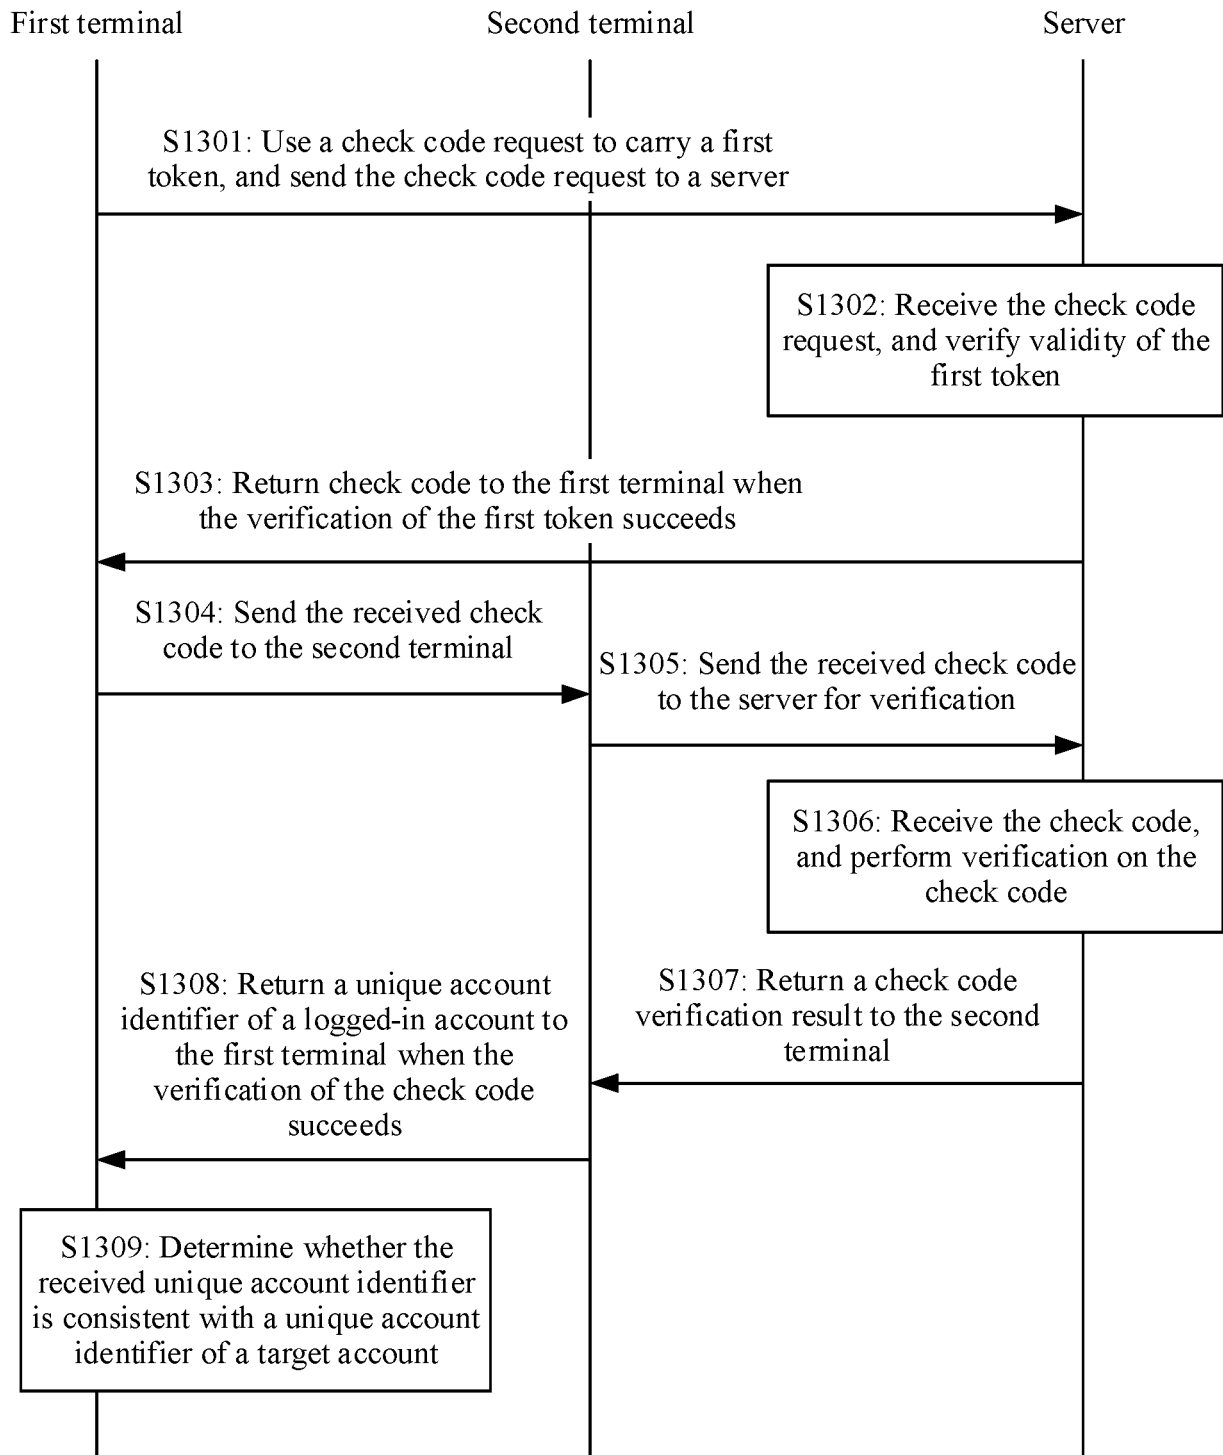 First terminal
Second terminal
Server
S1301: Use a check code request to carry a first
token, and send the check code request to a server
S1302: Receive the check code
request, and verify validity of the
first token
S1303: Return check code to the first terminal when
the verification of the first token succeeds
S1304: Send the received check
code to the second terminal
S1305: Send the received check code
to the server for verification
S1306: Receive the check code,
and perform verification on the
check code
S1307: Return a check code
verification result to the second
terminal
S1308: Return a unique account
identifier of a logged-in account to
the first terminal when the
verification of the check code
succeeds
S1309: Determine whether the
received unique account identifier
is consistent with a unique account
identifier of a target account